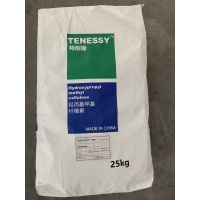 TENESSY
特耐斯
Hydroxypropyl
methyl
cellulose
羟丙基甲基
纤维素
MADE IN CHINA
25kg